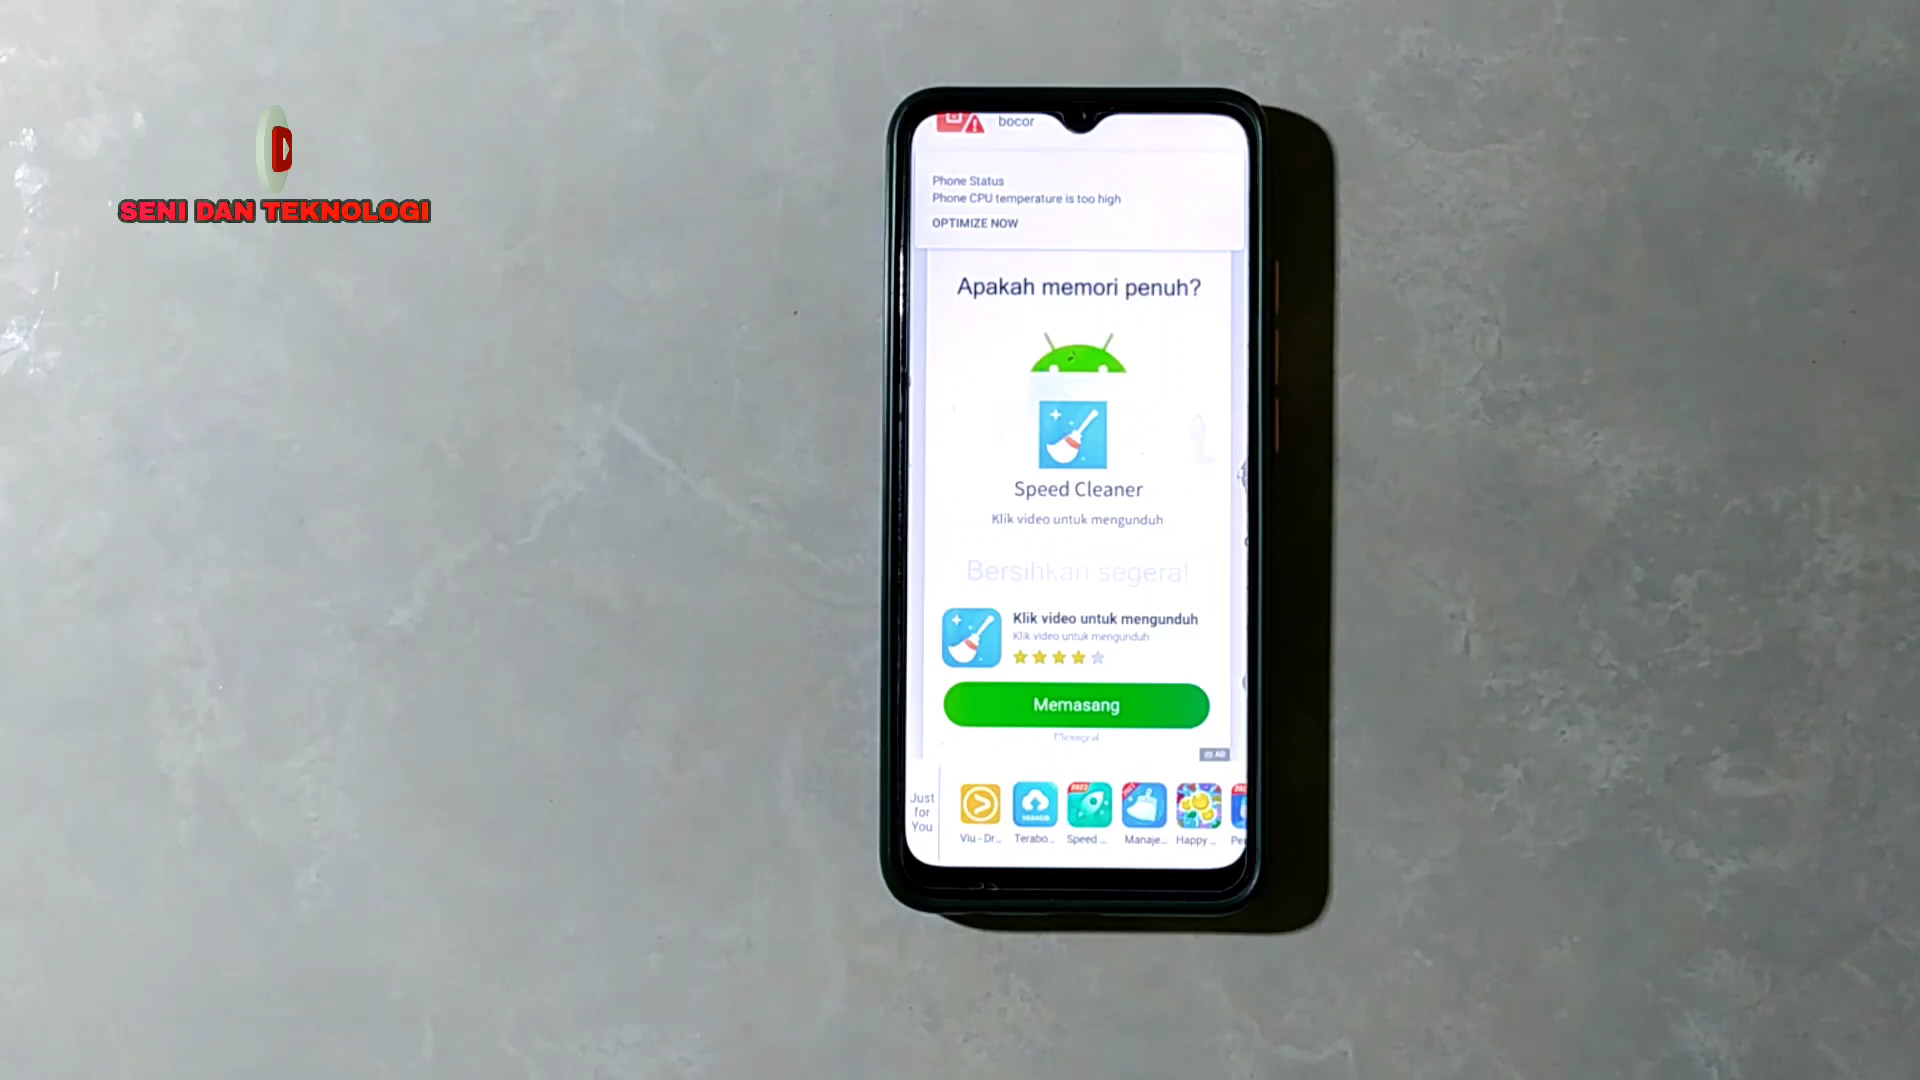 SENI DAN TEKNOLOGI
bocor
Phone Status
Phone CPU temperature is too high
OPTIMIZE NOW
Apakah memori penuh?
Speed Cleaner
Klik video untuk mengunduh
Bersihkan segera!
Klik video untuk mengunduh
Klik video untuk mengunduh
Memasang
Mintegral
AD
Just
for
You
Viu - Dr...
Terabo...
Speed ...
Manaje...
Happy ...